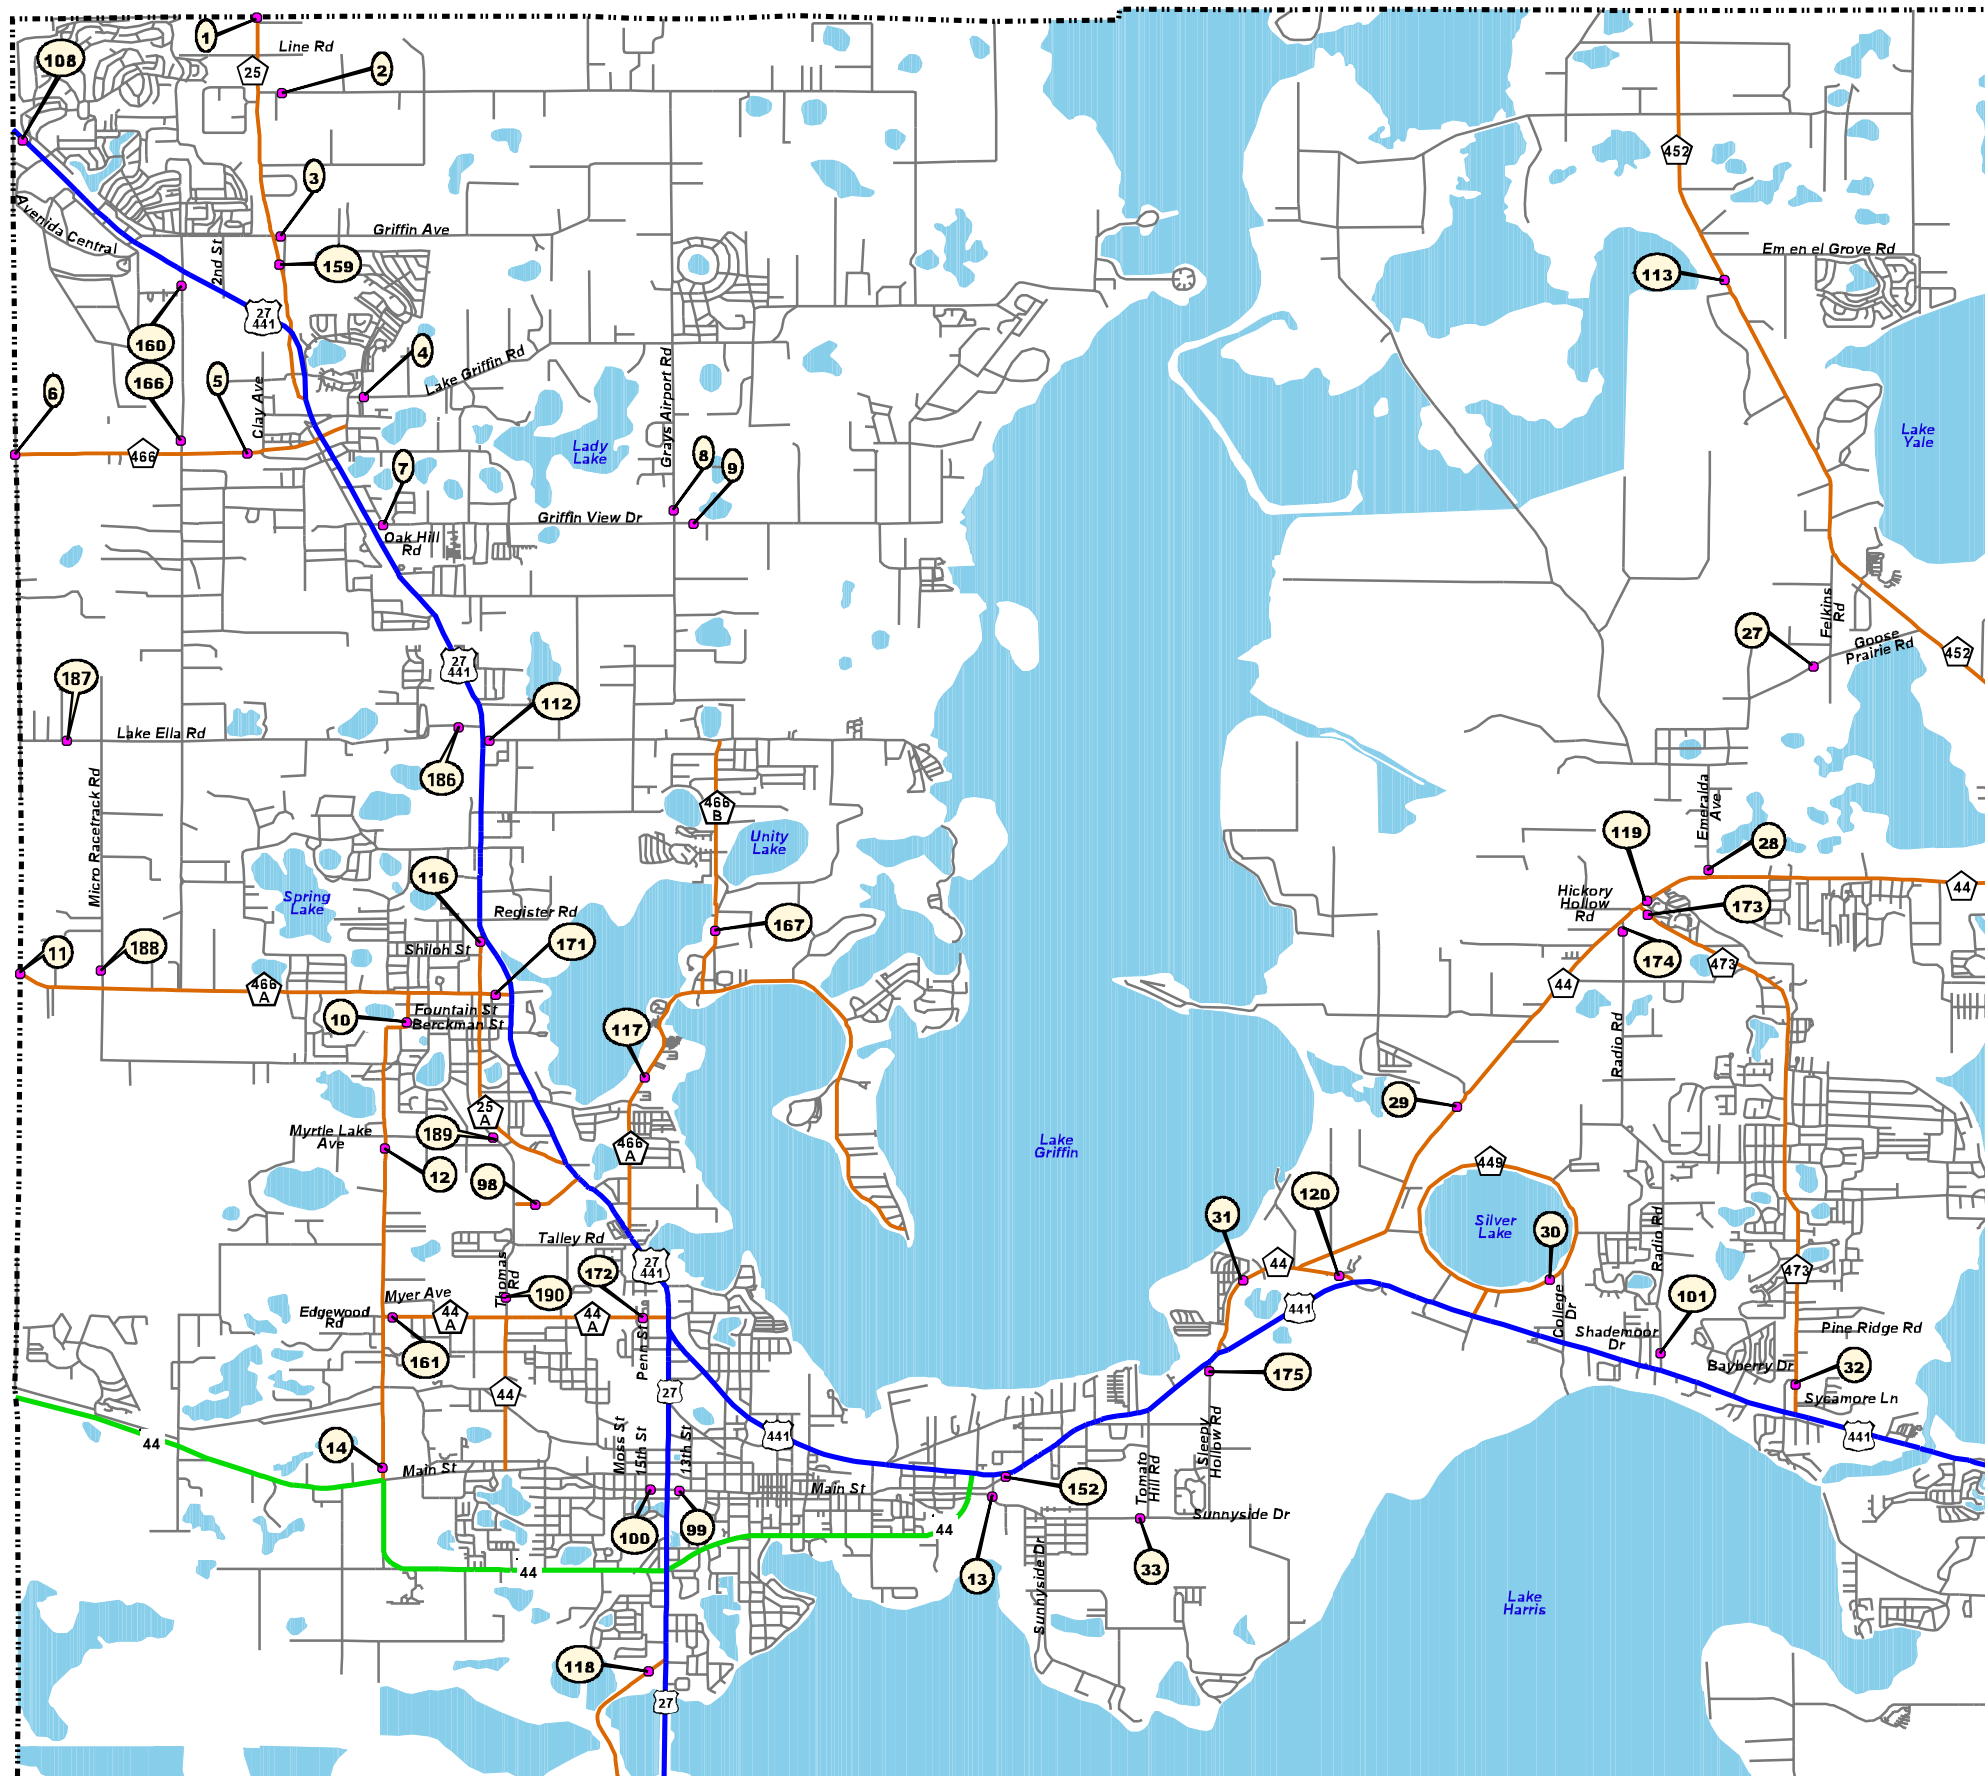 1
Line Rd
108
25
2
452
3
Avenida Central
2nd St
Griffin Ave
159
Em en el Grove Rd
113
27
441
160
4
Lake Griffin Rd
166
5
6
Clay Ave
Grays Airport Rd
Lake
Yale
466
Lady
Lake
7
8
9
Griffin View Dr
Oak Hill
Rd
Felkins
Rd
27
Goose
Prairie Rd
452
27
441
187
112
Lake Ella Rd
186
Micro Racetrack Rd
466
B
Unity
Lake
Emeralda
Ave
119
28
116
Spring
Lake
Hickory
Hollow
Rd
44
173
Register Rd
167
11
188
Shiloh St
171
174
473
466
A
44
10
Fountain St
Berckman St
117
Radio Rd
29
25
A
Myrtle Lake
Ave
189
466
A
Lake
Griffin
12
98
449
31
120
Silver
Lake
30
Radio Rd
Talley Rd
27
441
44
473
Thomas
Rd
172
190
Myer Ave
Edgewood
Rd
44
A
44
A
441
College
Dr
101
Shademoor
Dr
Pine Ridge Rd
161
Penn St
175
Bayberry Dr
32
44
27
Sycamore Ln
44
14
Moss St
15th St
13th St
441
Sleepy
Hollow Rd
441
Main St
Tomato
Hill Rd
Main St
152
100
99
44
Sunnyside Dr
44
13
33
Sunnyside Dr
Lake
Harris
118
27